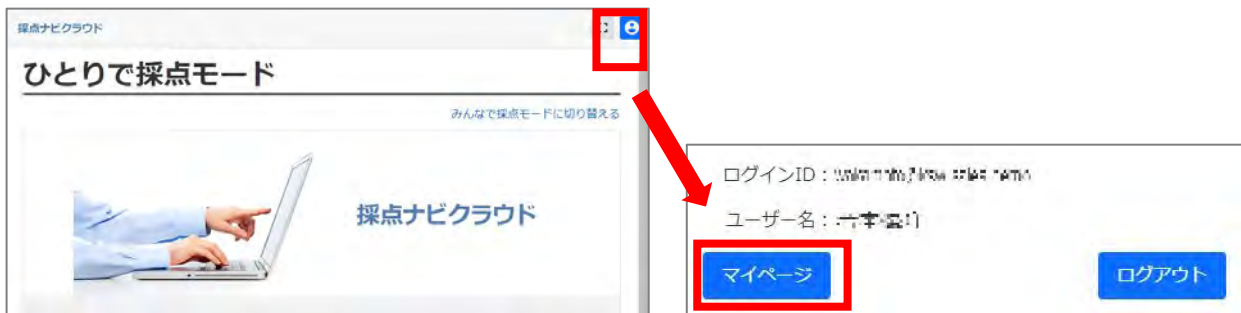 採点ナビクラウド
ひとりで採点モード
みんなで採点モードに切り替える
採点ナビクラウド
ログインID：
ユーザー名：
マイページ
ログアウト